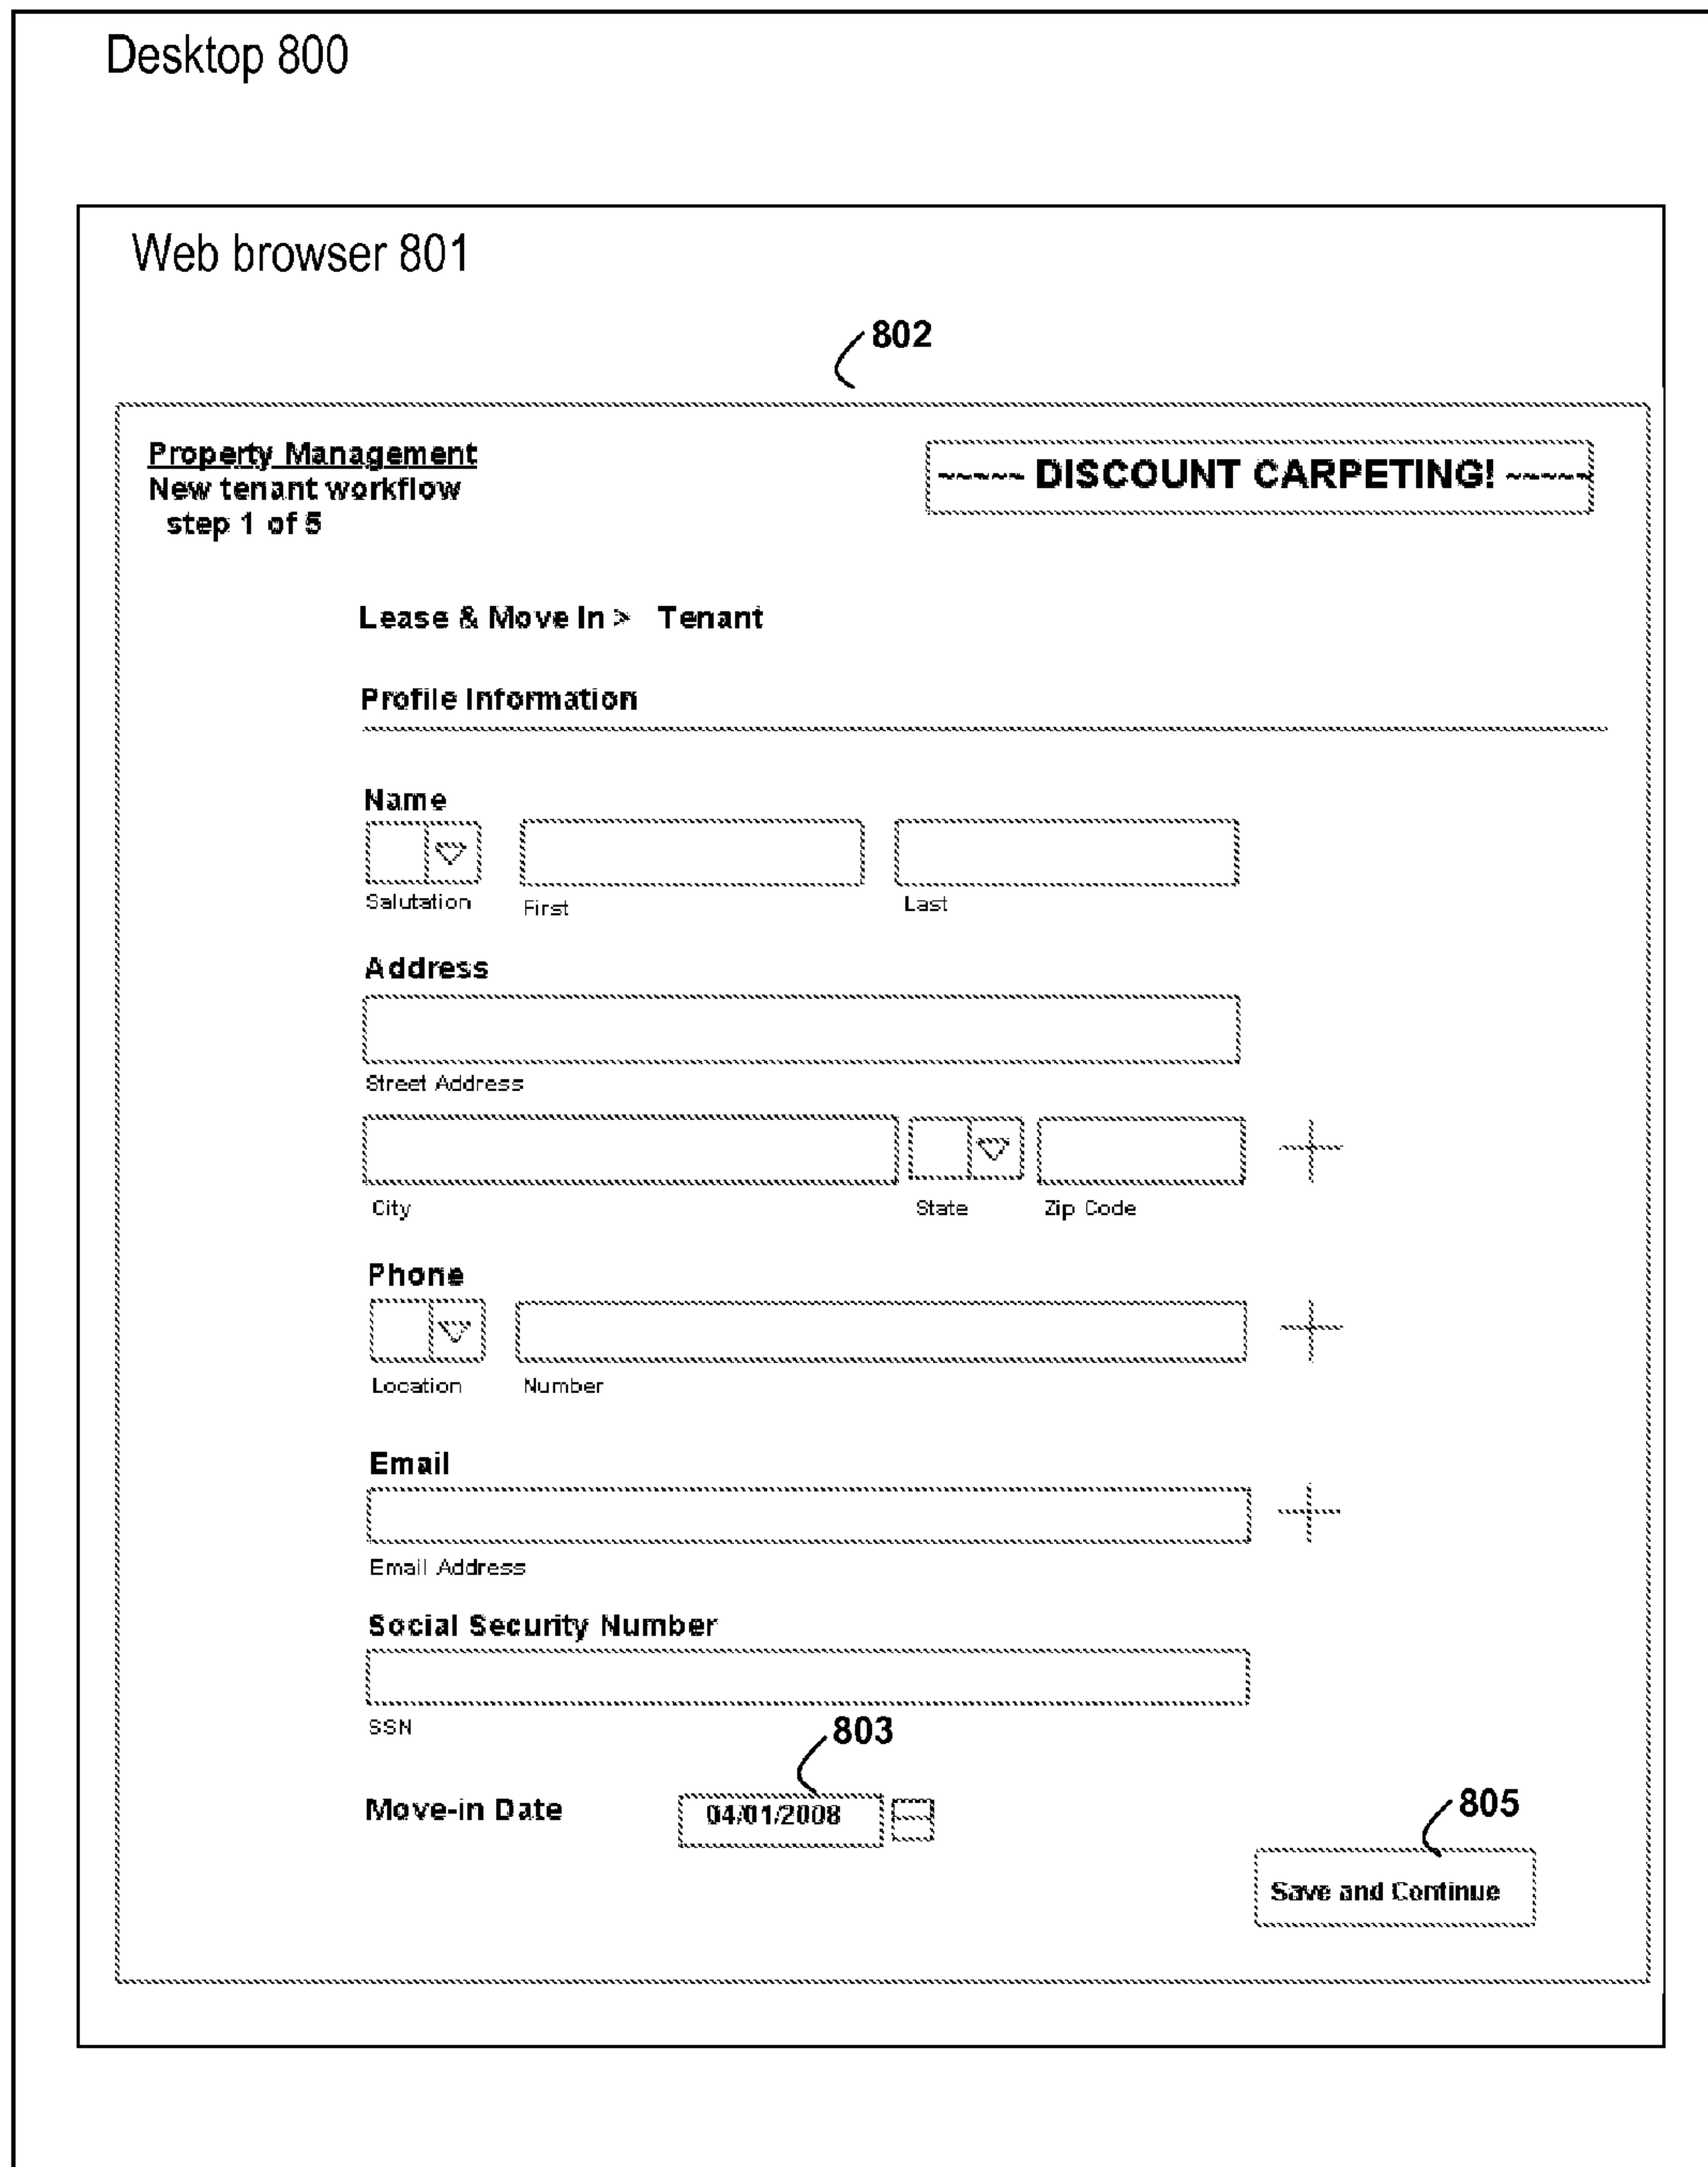 Desktop 800
Web browser 801
802
Property Management
New tenant workflow
step 1 of 5
~~~~~ DISCOUNT CARPETING! ~~~~~
Lease & Move In > Tenant
Profile Information
Name
Salutation First Last
Address
Street Address
City State Zip Code
Phone
Location Number
Email
Email Address
Social Security Number
SSN
803
Move-in Date 04/01/2008
805
Save and Continue